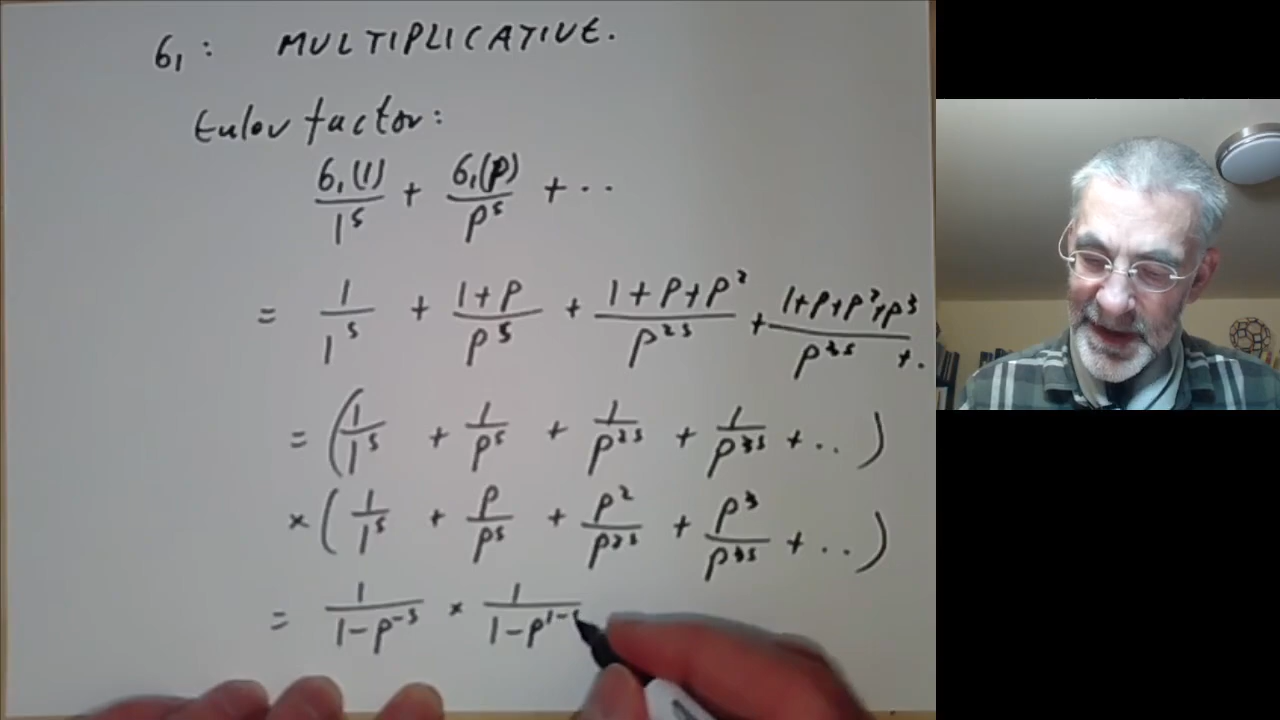 σ₁: MULTIPLICATIVE.
Euler factor:
σ₁(1)/1^s + σ₁(p)/p^s + ··
= 1/1^s + (1+p)/p^s + (1+p+p²)/p^2s + (1+p+p²+p³)/p^3s + .
= (1/1^s + 1/p^s + 1/p^2s + 1/p^3s + ..)
× (1/1^s + p/p^s + p²/p^2s + p³/p^3s + ..)
= 1/(1-p^-s) × 1/(1-p^1-s